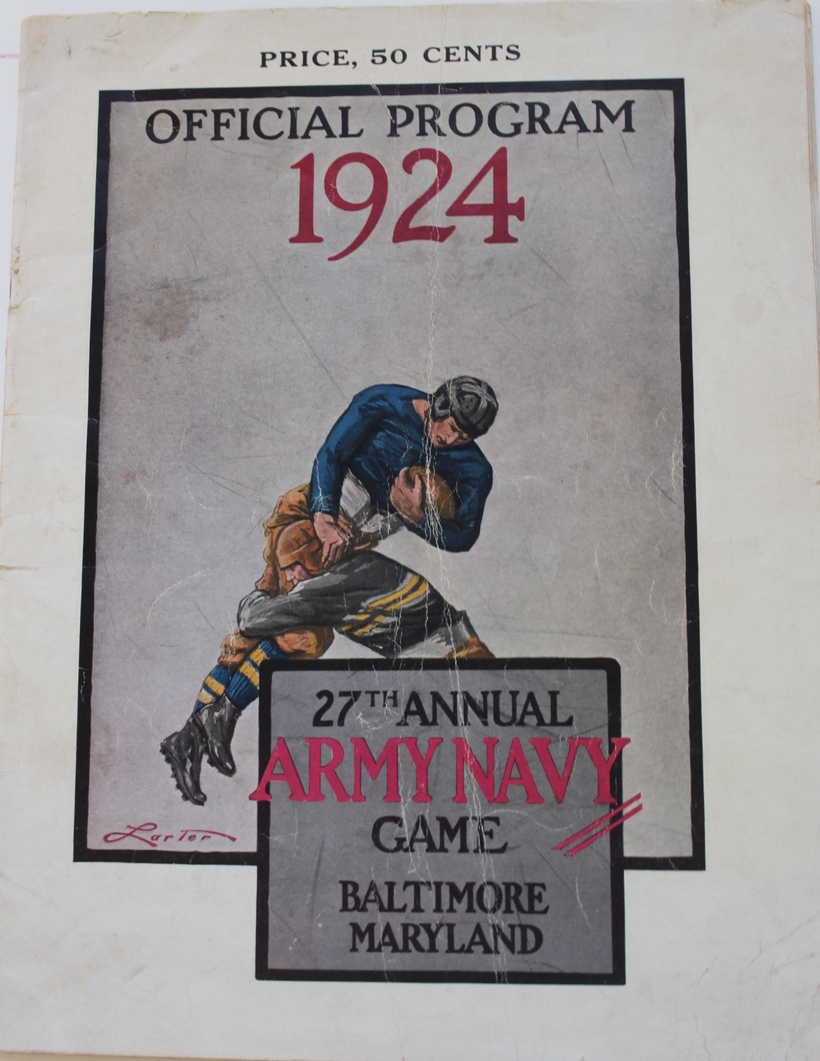 PRICE, 50 CENTS
OFFICIAL PROGRAM
1924
27TH ANNUAL
ARMY NAVY
GAME
BALTIMORE
MARYLAND
Larter